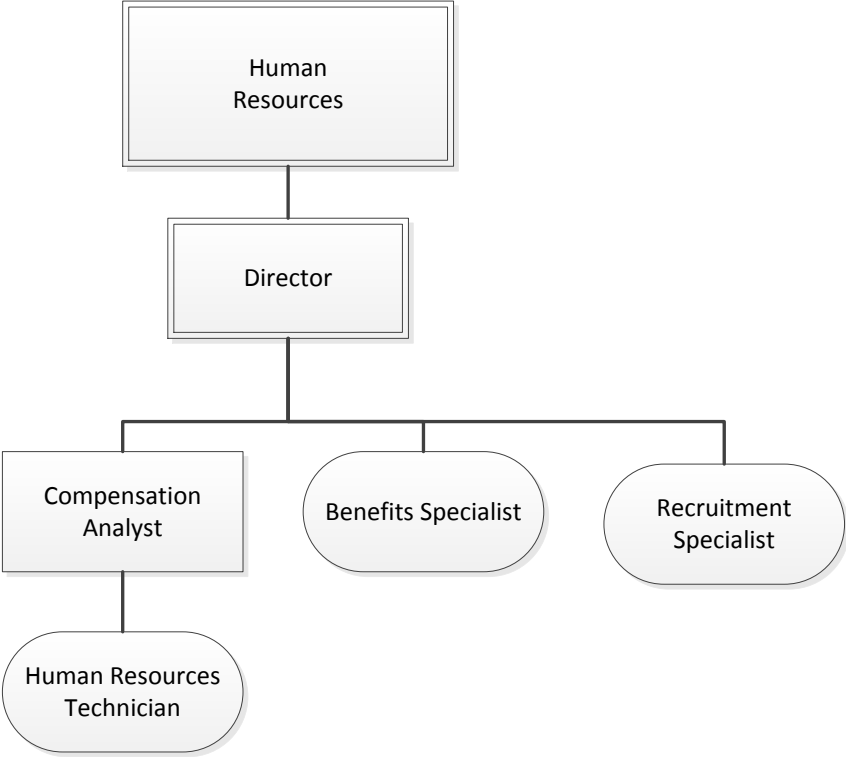 Human
Resources
Director
Compensation
Analyst
Benefits Specialist
Recruitment
Specialist
Human Resources
Technician